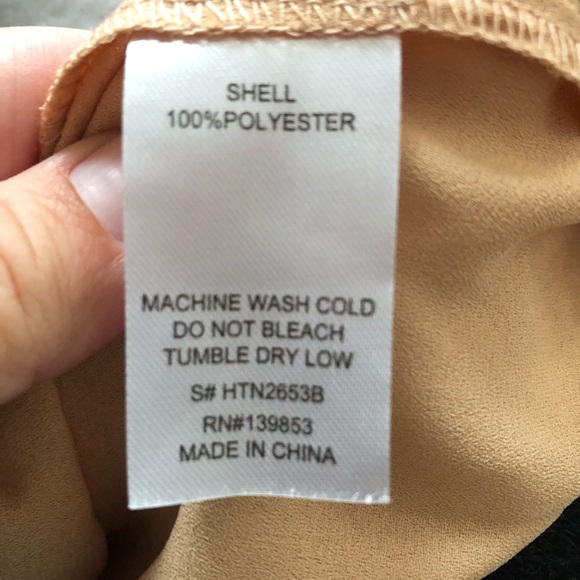 SHELL
100%POLYESTER
MACHINE WASH COLD
DO NOT BLEACH
TUMBLE DRY LOW
S# HTN2653B
RN#139853
MADE IN CHINA